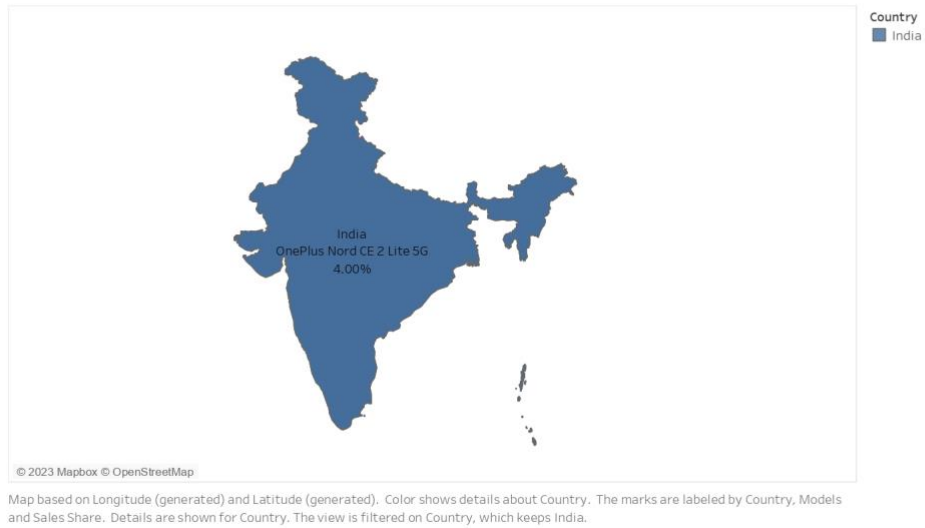 Country
India
India
OnePlus Nord CE 2 Lite 5G
4.00%
© 2023 Mapbox © OpenStreetMap
Map based on Longitude (generated) and Latitude (generated). Color shows details about Country. The marks are labeled by Country, Models
and Sales Share. Details are shown for Country. The view is filtered on Country, which keeps India.